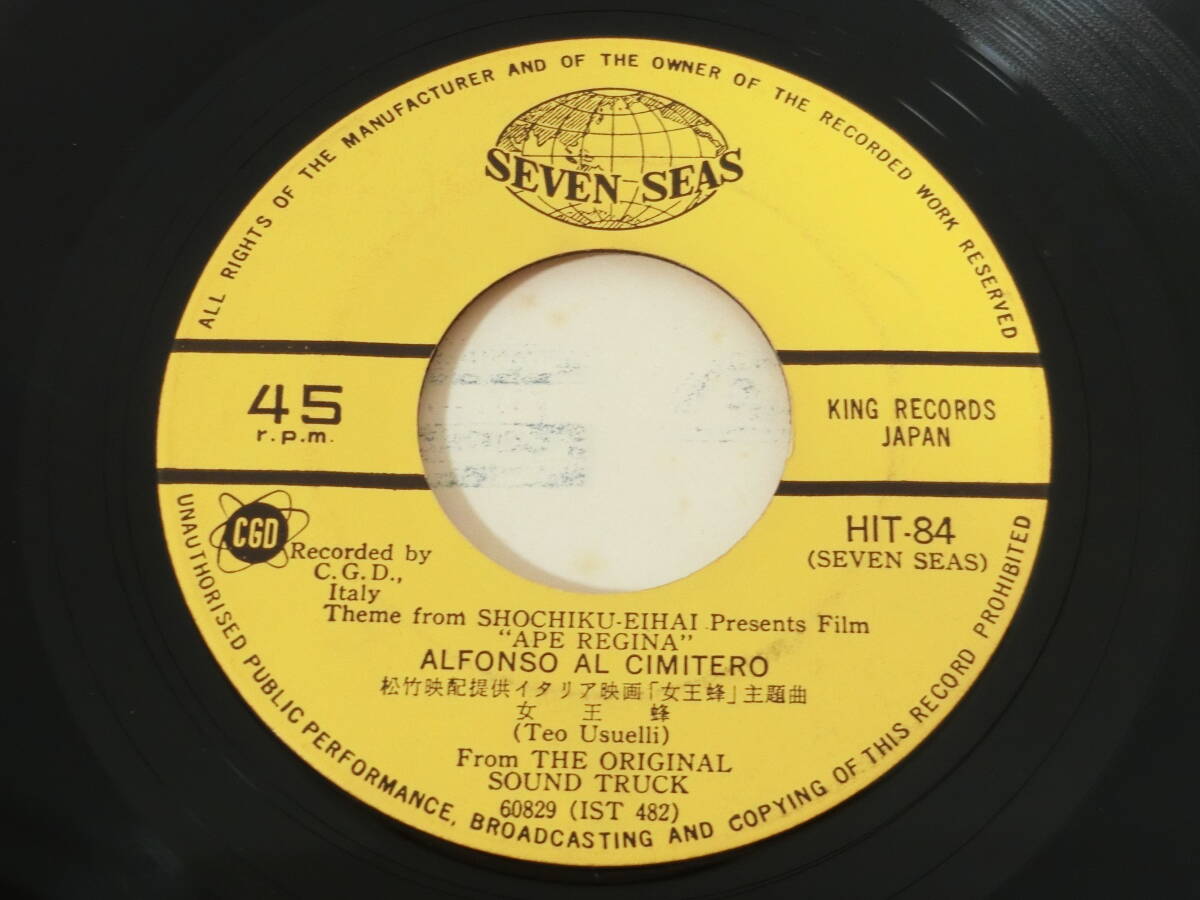 ALL RIGHTS OF THE MANUFACTURER AND OF THE OWNER OF THE RECORDED WORK RESERVED
SEVEN SEAS
45
r.p.m.
KING RECORDS
JAPAN
CGD
HIT-84
(SEVEN SEAS)
Recorded by
C.G.D.,
Italy
Theme from SHOCHIKU-EIHAI Presents Film
"APE REGINA"
ALFONSO AL CIMITERO
松竹映配提供イタリア映画「女王蜂」主題曲
女王蜂
(Teo Usuelli)
From THE ORIGINAL
SOUND TRUCK
60829 (IST 482)
UNAUTHORISED PUBLIC PERFORMANCE, BROADCASTING AND COPYING OF THIS RECORD PROHIBITED